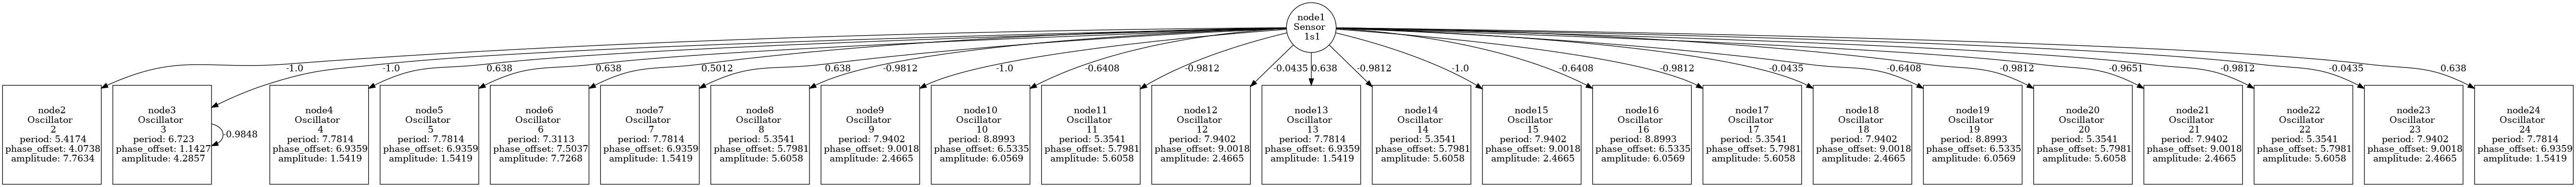 node1
Sensor
1s1
-1.0
-1.0
0.638
0.638
0.5012
0.638
-0.9812
-1.0
-0.6408
-0.9812
-0.0435
0.638
-0.9812
-1.0
-0.6408
-0.9812
-0.0435
-0.6408
-0.9812
-0.9651
-0.9812
-0.0435
0.638
node2
Oscillator
2
period: 5.4174
phase_offset: 4.0738
amplitude: 7.7634
node3
Oscillator
3
period: 6.723
phase_offset: 1.1427
amplitude: 4.2857
-0.9848
node4
Oscillator
4
period: 7.7814
phase_offset: 6.9359
amplitude: 1.5419
node5
Oscillator
5
period: 7.7814
phase_offset: 6.9359
amplitude: 1.5419
node6
Oscillator
6
period: 7.3113
phase_offset: 7.5037
amplitude: 7.7268
node7
Oscillator
7
period: 7.7814
phase_offset: 6.9359
amplitude: 1.5419
node8
Oscillator
8
period: 5.3541
phase_offset: 5.7981
amplitude: 5.6058
node9
Oscillator
9
period: 7.9402
phase_offset: 9.0018
amplitude: 2.4665
node10
Oscillator
10
period: 8.8993
phase_offset: 6.5335
amplitude: 6.0569
node11
Oscillator
11
period: 5.3541
phase_offset: 5.7981
amplitude: 5.6058
node12
Oscillator
12
period: 7.9402
phase_offset: 9.0018
amplitude: 2.4665
node13
Oscillator
13
period: 7.7814
phase_offset: 6.9359
amplitude: 1.5419
node14
Oscillator
14
period: 5.3541
phase_offset: 5.7981
amplitude: 5.6058
node15
Oscillator
15
period: 7.9402
phase_offset: 9.0018
amplitude: 2.4665
node16
Oscillator
16
period: 8.8993
phase_offset: 6.5335
amplitude: 6.0569
node17
Oscillator
17
period: 5.3541
phase_offset: 5.7981
amplitude: 5.6058
node18
Oscillator
18
period: 7.9402
phase_offset: 9.0018
amplitude: 2.4665
node19
Oscillator
19
period: 8.8993
phase_offset: 6.5335
amplitude: 6.0569
node20
Oscillator
20
period: 5.3541
phase_offset: 5.7981
amplitude: 5.6058
node21
Oscillator
21
period: 7.9402
phase_offset: 9.0018
amplitude: 2.4665
node22
Oscillator
22
period: 5.3541
phase_offset: 5.7981
amplitude: 5.6058
node23
Oscillator
23
period: 7.9402
phase_offset: 9.0018
amplitude: 2.4665
node24
Oscillator
24
period: 7.7814
phase_offset: 6.9359
amplitude: 1.5419